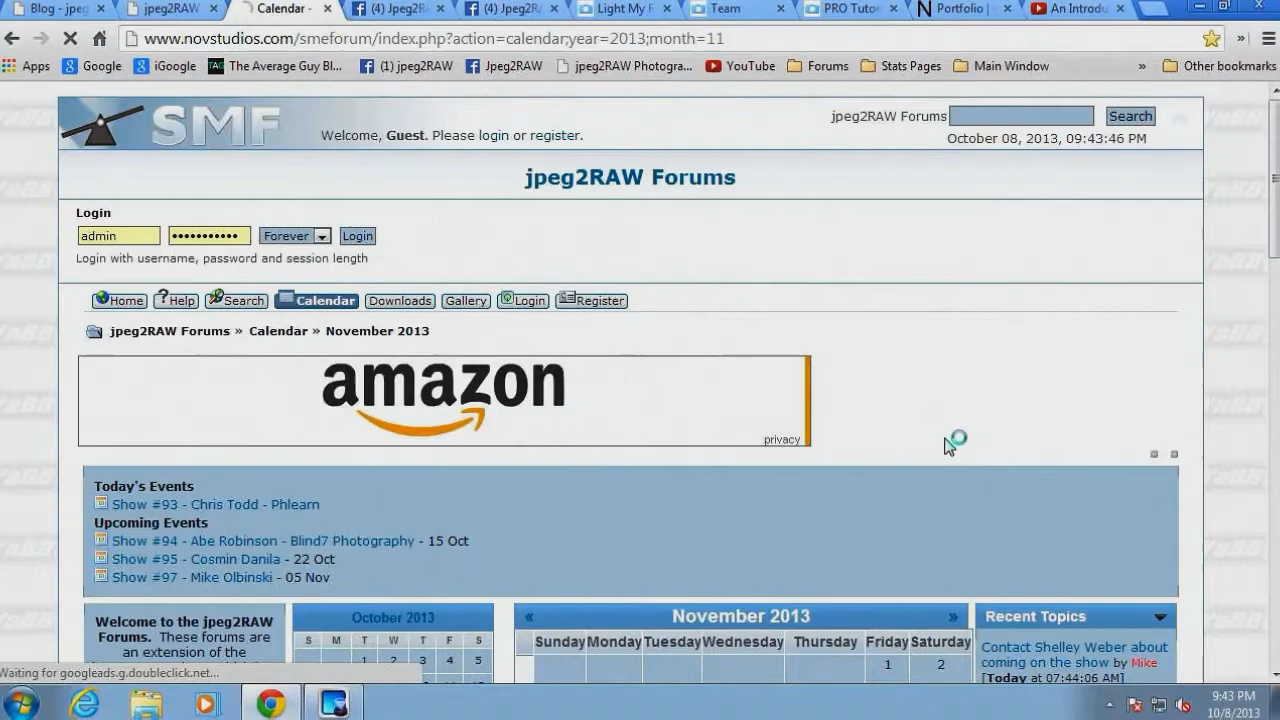 Blog - jpeg
jpeg2RAW
Calendar -
(4) Jpeg2
(4) Jpeg2
Light My F
Team
PRO Tutor
Portfolio |
An Introdu
www.novstudios.com/smeforum/index.php?action=calendar;year=2013;month=11
Apps Google iGoogle The Average Guy Bl... (1) jpeg2RAW JpegRAW jpeg2RAW Photogra... YouTube Forums Stats Pages Main Window » Other bookmarks
SMF
Welcome, Guest. Please login or register.
jpeg2RAW Forums Search
October 08, 2013, 09:43:46 PM
jpeg2RAW Forums
Login
admin ••••••••••• Forever Login
Login with username, password and session length
Home Help Search Calendar Downloads Gallery Login Register
jpeg2RAW Forums » Calendar » November 2013
amazon
privacy
Today's Events
Show #93 - Chris Todd - Phlearn
Upcoming Events
Show #94 - Abe Robinson - Blind7 Photography - 15 Oct
Show #95 - Cosmin Danila - 22 Oct
Show #97 - Mike Olbinski - 05 Nov
Welcome to the jpeg2RAW
Forums. These forums are
an extension of the
October 2013
S M T W T F S
1 2 3 4 5
« November 2013 »
Sunday Monday Tuesday Wednesday Thursday Friday Saturday
1 2
Recent Topics
Contact Shelley Weber about
coming on the show by Mike
[Today at 07:44:06 AM]
Waiting for googleads.g.doubleclick.net...
9:43 PM
10/8/2013